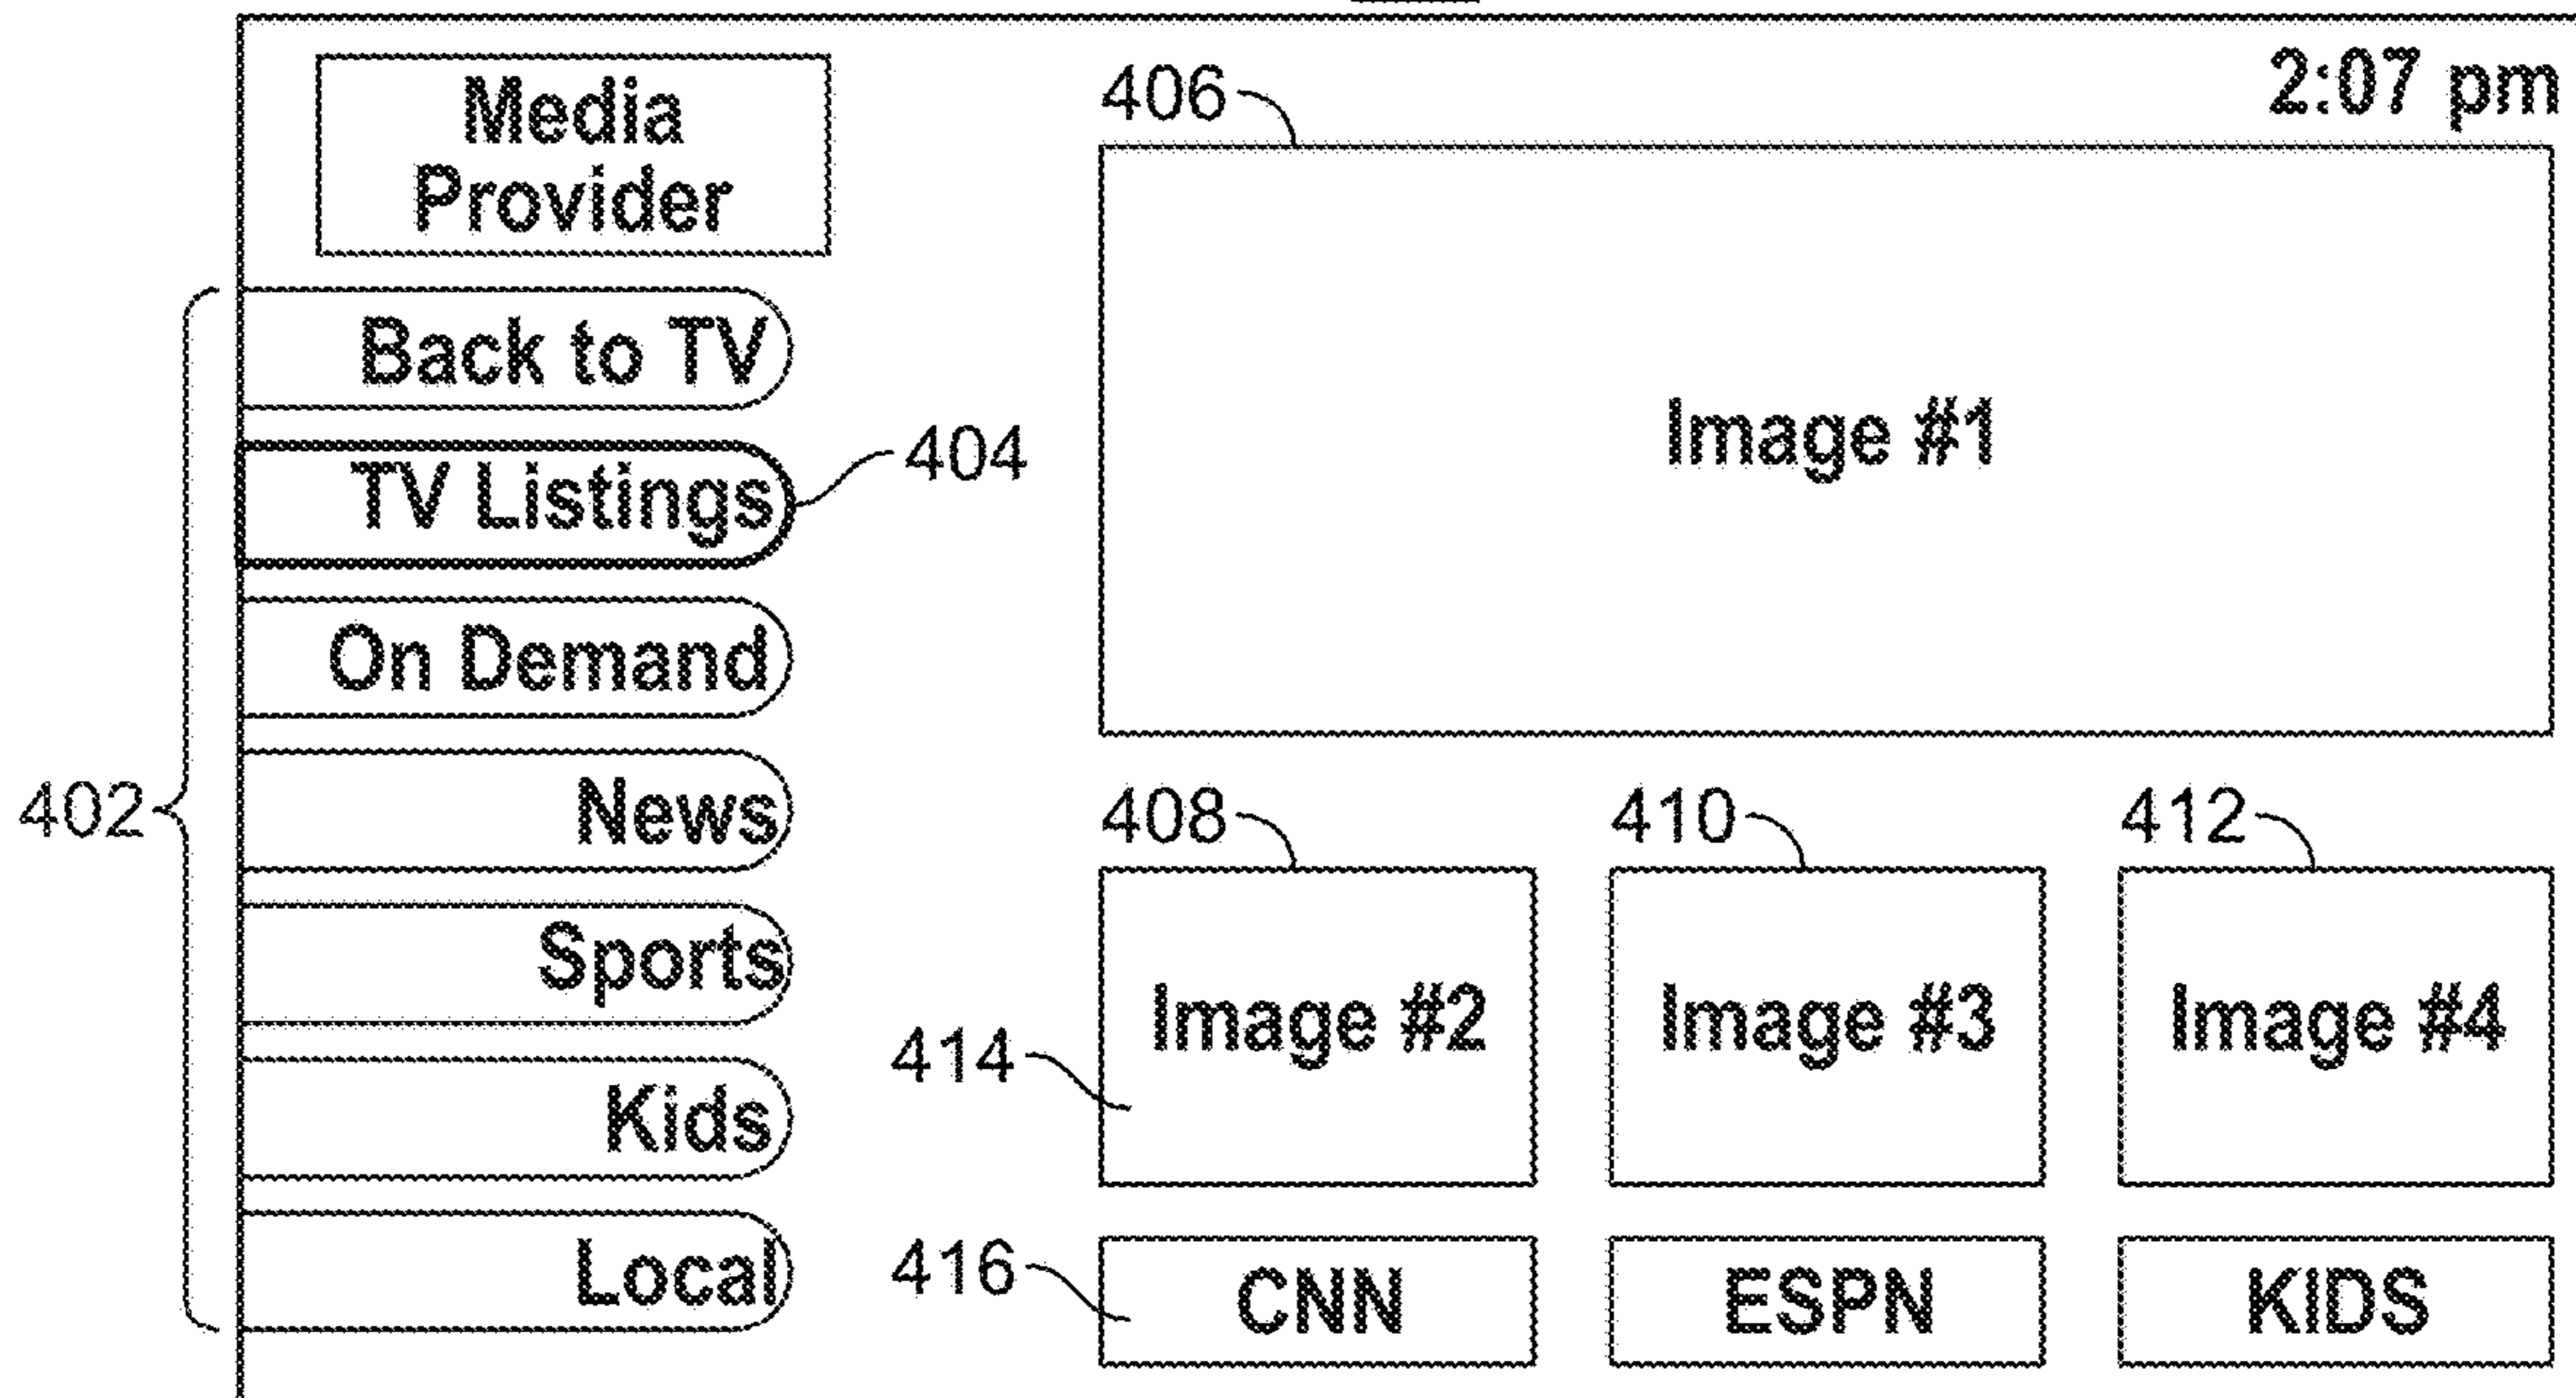 2:07 pm
Media
Provider
406
Back to TV
TV Listings
404
Image #1
On Demand
News
402
408
410
412
Sports
Image #2
Image #3
Image #4
414
Kids
Local
416
CNN
ESPN
KIDS